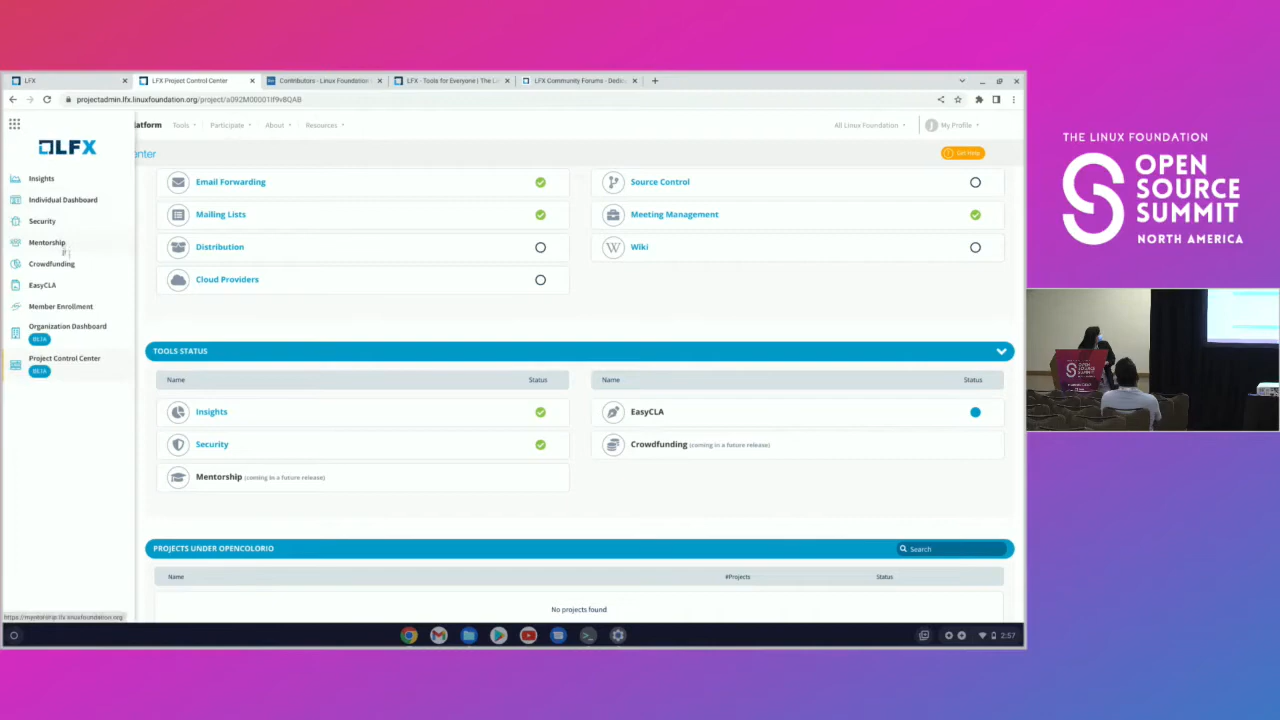 LFX
LFX Project Control Center
Contributors - Linux Foundation
LFX - Tools for Everyone | The Li
LFX Community Forums - Dedic
projectadmin.lfx.linuxfoundation.org/project/a092M00001If9v8QAB
LFX
atform
Tools
Participate
About
Resources
All Linux Foundation
My Profile
enter
Get Help
Insights
Individual Dashboard
Security
Mentorship
Crowdfunding
EasyCLA
Member Enrollment
Organization Dashboard
BETA
Project Control Center
BETA
Email Forwarding
Source Control
Mailing Lists
Meeting Management
Distribution
Wiki
Cloud Providers
TOOLS STATUS
Name Status
Name Status
Insights
EasyCLA
Security
Crowdfunding (coming in a future release)
Mentorship (coming in a future release)
PROJECTS UNDER OPENCOLORIO
Search
Name #Projects Status
No projects found
https://mentorship.lfx.linuxfoundation.org
2:57
THE LINUX FOUNDATION
OPEN
SOURCE
SUMMIT
NORTH AMERICA